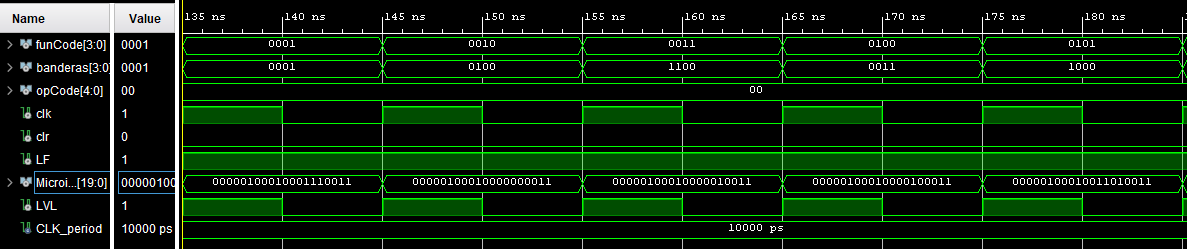 Name Value 135 ns 140 ns 145 ns 150 ns 155 ns 160 ns 165 ns 170 ns 175 ns 180 ns
funCode[3:0] 0001 0001 0010 0011 0100 0101
banderas[3:0] 0001 0001 0100 1100 0011 1000
opCode[4:0] 00 00
clk 1
clr 0
LF 1
Microi...[19:0] 00000100 00000100010001110011 00000100010000000011 00000100010000010011 00000100010000100011 00000100010011010011
LVL 1
CLK_period 10000 ps 10000 ps